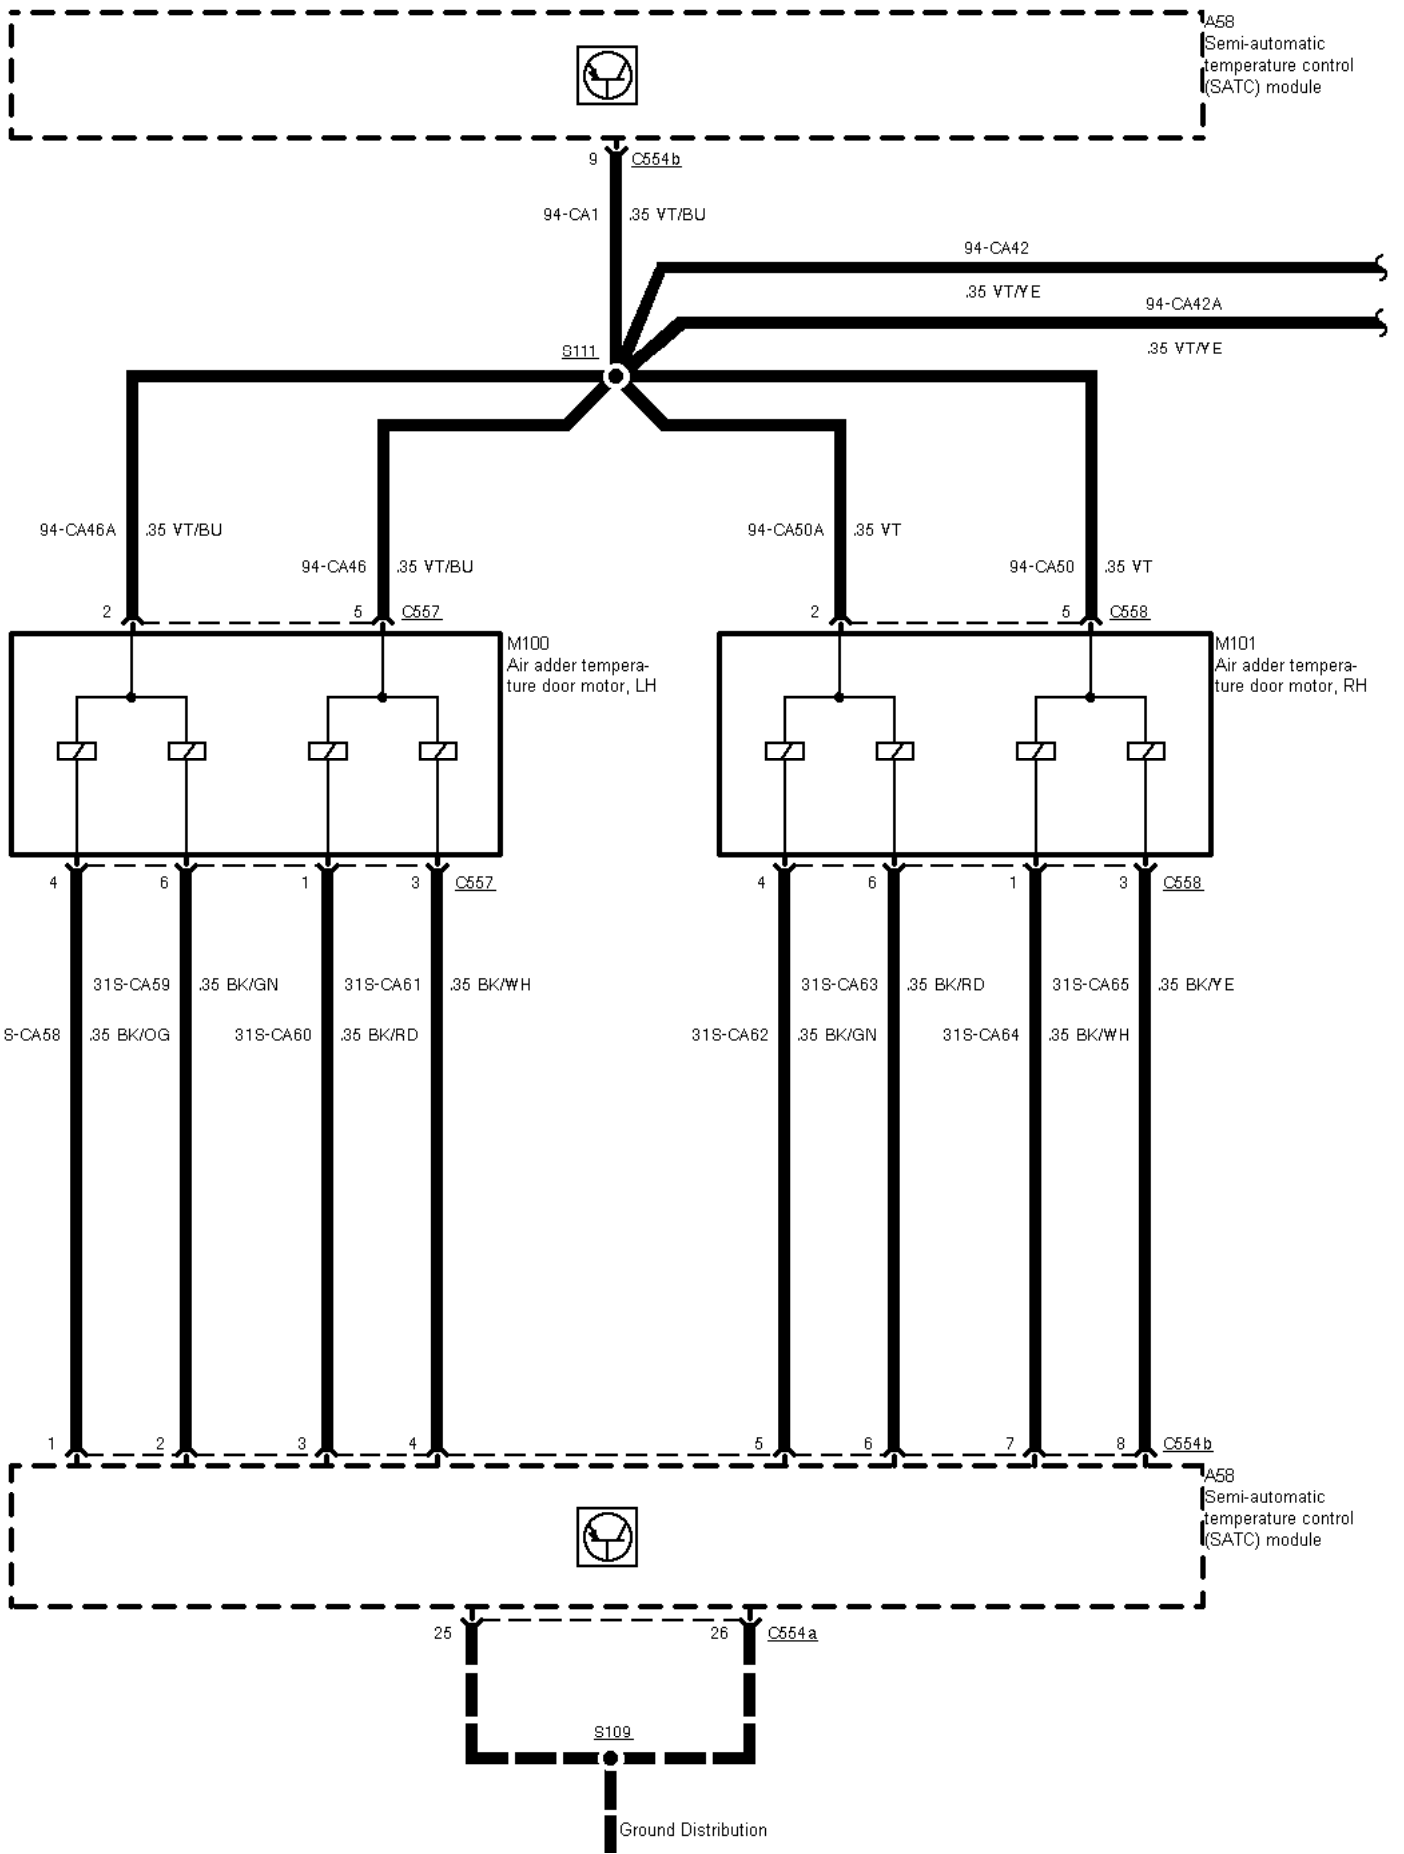 A58
Semi-automatic
temperature control
(SATC) module
9 C554b
94-CA1 .35 VT/BU
94-CA42
.35 VT/YE
94-CA42A
.35 VT/YE
S111
94-CA46A .35 VT/BU
94-CA50A .35 VT
94-CA46 .35 VT/BU
94-CA50 .35 VT
2 5 C557
2 5 C558
M100
Air adder tempera-
ture door motor, LH
M101
Air adder tempera-
ture door motor, RH
4 6 1 3 C557
4 6 1 3 C558
31S-CA59 .35 BK/GN 31S-CA61 .35 BK/WH
31S-CA63 .35 BK/RD 31S-CA65 .35 BK/YE
S-CA58 .35 BK/OG 31S-CA60 .35 BK/RD
31S-CA62 .35 BK/GN 31S-CA64 .35 BK/WH
1 2 3 4 5 6 7 8 C554b
A58
Semi-automatic
temperature control
(SATC) module
25 26 C554a
S109
Ground Distribution